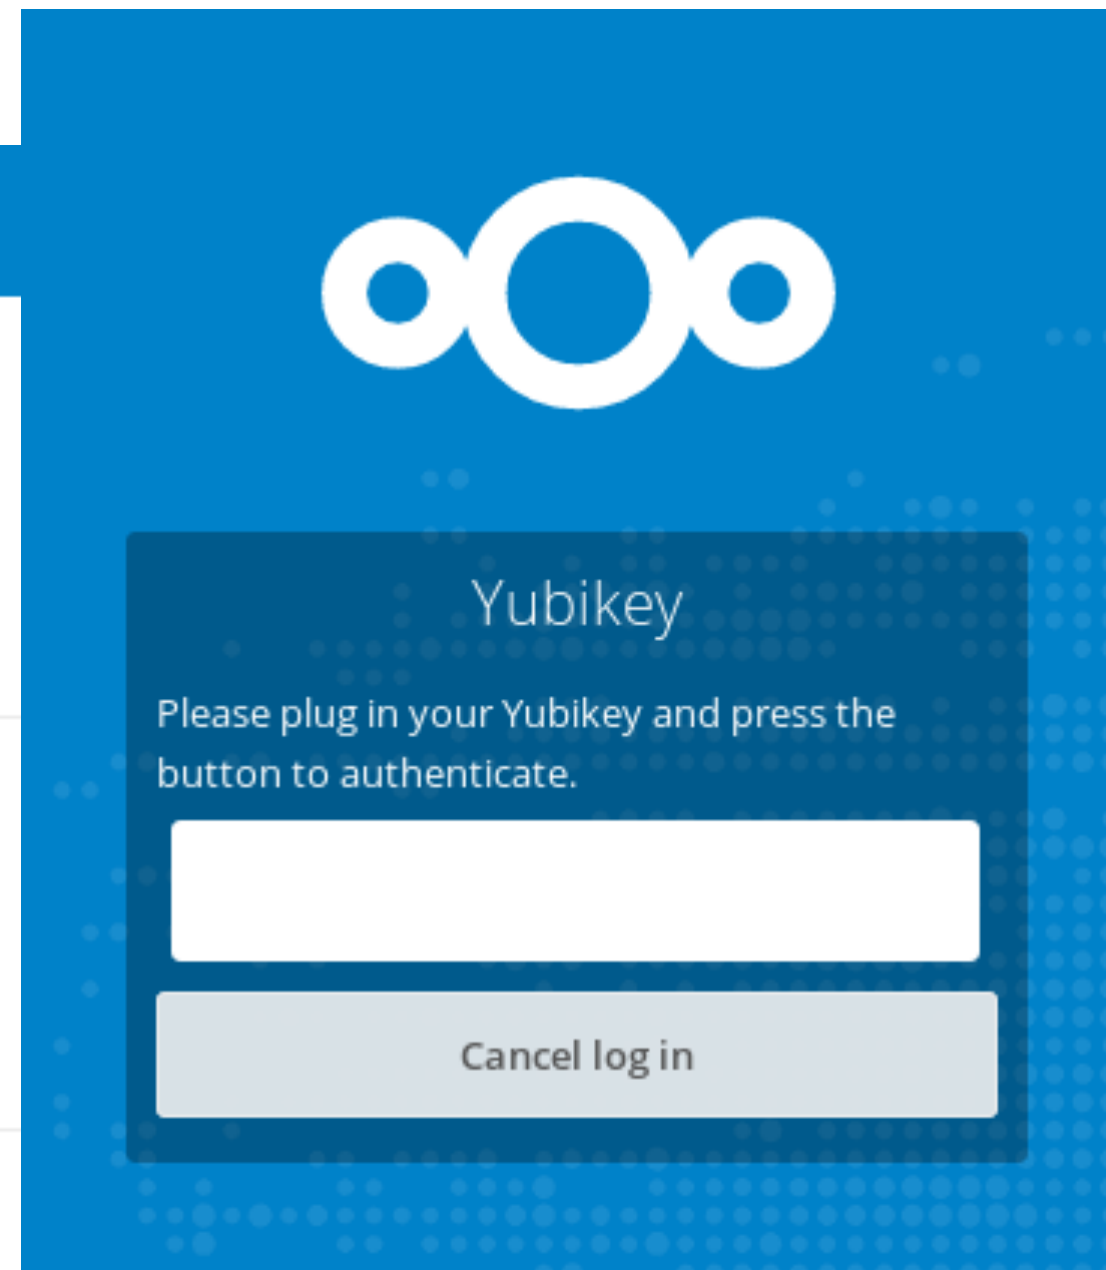 Yubikey
Please plug in your Yubikey and press the
button to authenticate.
Cancel log in